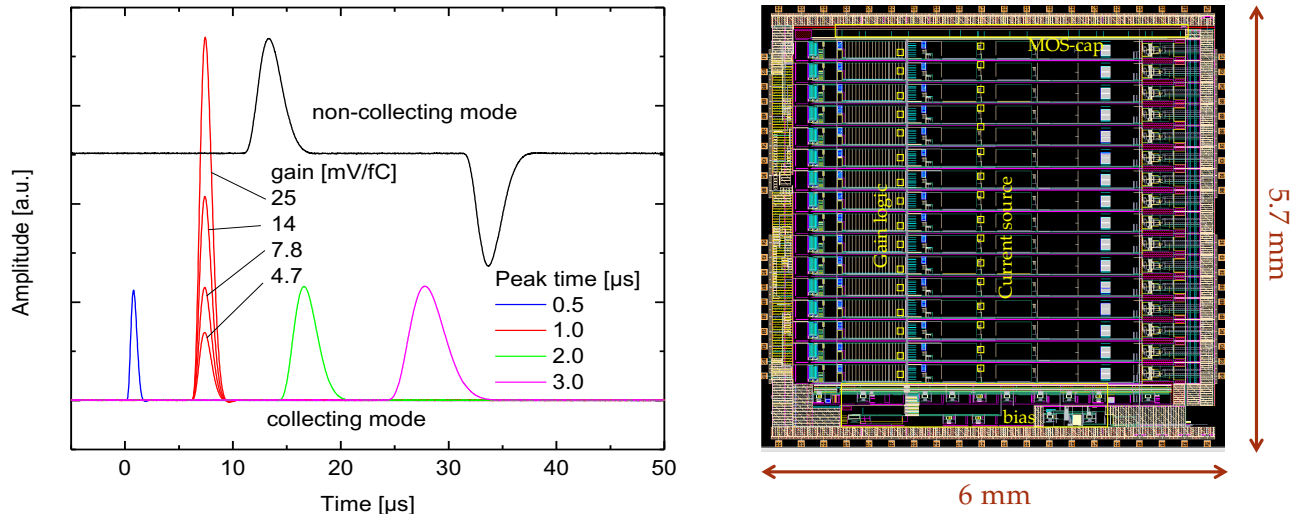 Amplitude [a.u.]
non-collecting mode
gain [mV/fC]
25
14
7.8
4.7
Peak time [µs]
0.5
1.0
2.0
3.0
collecting mode
0
10
20
30
40
50
Time [µs]
MOS-cap
Gain logic
Current source
bias
5.7 mm
6 mm